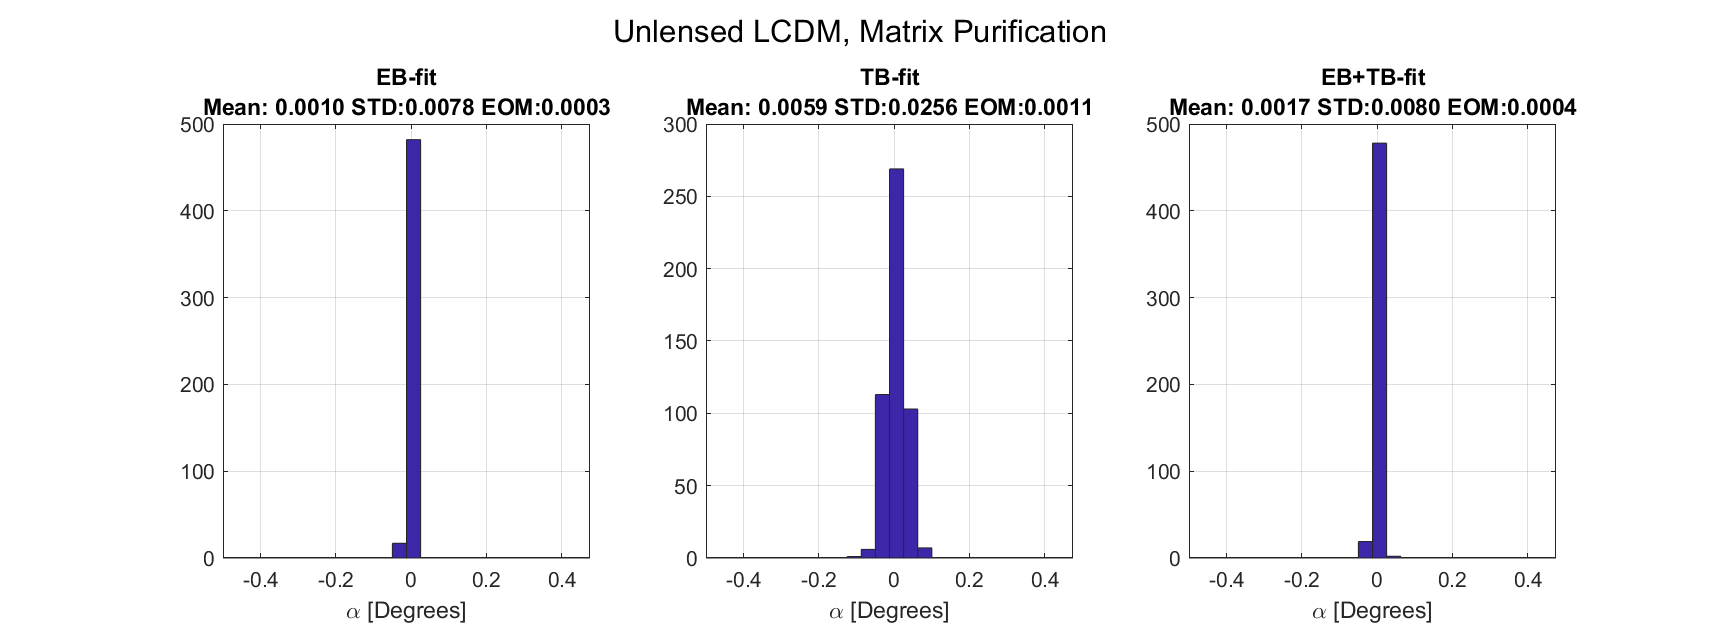 Unlensed LCDM, Matrix Purification
EB-fit
Mean: 0.0010 STD:0.0078 EOM:0.0003
500
400
300
200
100
0
-0.4 -0.2 0 0.2 0.4
α [Degrees]
TB-fit
Mean: 0.0059 STD:0.0256 EOM:0.0011
300
250
200
150
100
50
0
-0.4 -0.2 0 0.2 0.4
α [Degrees]
EB+TB-fit
Mean: 0.0017 STD:0.0080 EOM:0.0004
500
400
300
200
100
0
-0.4 -0.2 0 0.2 0.4
α [Degrees]